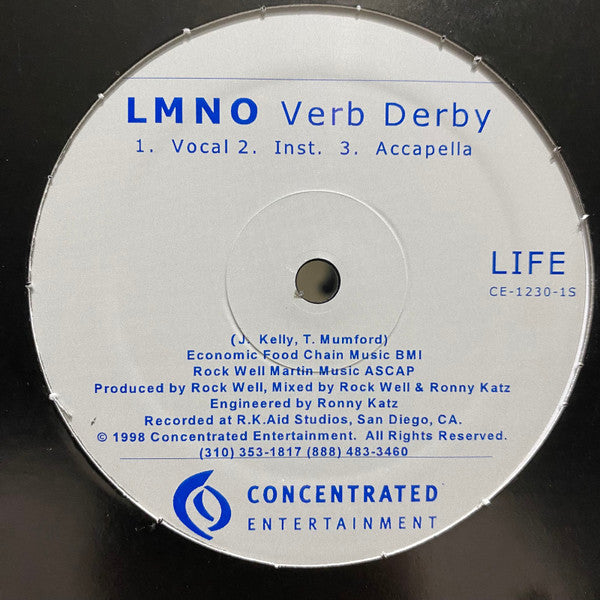 LMNO Verb Derby
1. Vocal 2. Inst. 3. Accapella
LIFE
CE-1230-1S
(J. Kelly, T. Mumford)
Economic Food Chain Music BMI
Rock Well Martin Music ASCAP
Produced by Rock Well, Mixed by Rock Well & Ronny Katz
Engineered by Ronny Katz
Recorded at R.K.Aid Studios, San Diego, CA.
© 1998 Concentrated Entertainment. All Rights Reserved.
(310) 353-1817 (888) 483-3460
CONCENTRATED
ENTERTAINMENT